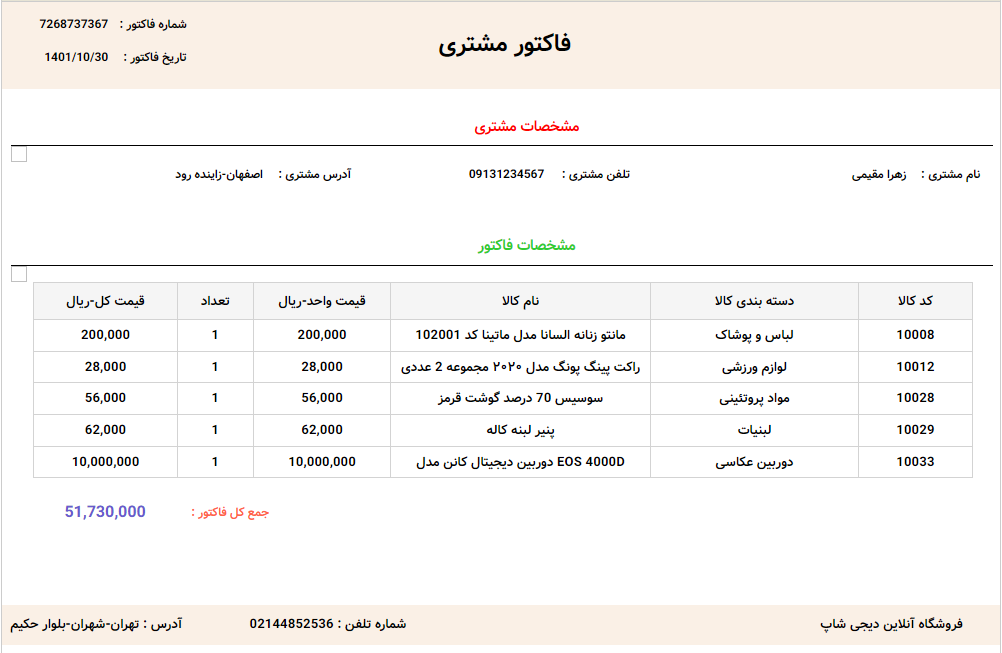 فاکتور مشتری
شماره فاکتور : 7268737367
تاریخ فاکتور : 1401/10/30
مشخصات مشتری
نام مشتری : زهرا مقیمی تلفن مشتری : 09131234567 آدرس مشتری : اصفهان-زاینده رود
مشخصات فاکتور
کد کالا دسته بندی کالا نام کالا قیمت واحد-ریال تعداد قیمت کل-ریال
10008 لباس و پوشاک مانتو زنانه السانا مدل ماتینا کد 102001 200,000 1 200,000
10012 لوازم ورزشی راکت پینگ پونگ مدل ۲۰۲۰ مجموعه 2 عددی 28,000 1 28,000
10028 مواد پروتئینی سوسیس 70 درصد گوشت قرمز 56,000 1 56,000
10029 لبنیات پنیر لبنه کاله 62,000 1 62,000
10033 دوربین عکاسی EOS 4000D دوربین دیجیتال کانن مدل 10,000,000 1 10,000,000
جمع کل فاکتور : 51,730,000
فروشگاه آنلاین دیجی شاپ شماره تلفن : 02144852536 آدرس : تهران-شهران-بلوار حکیم